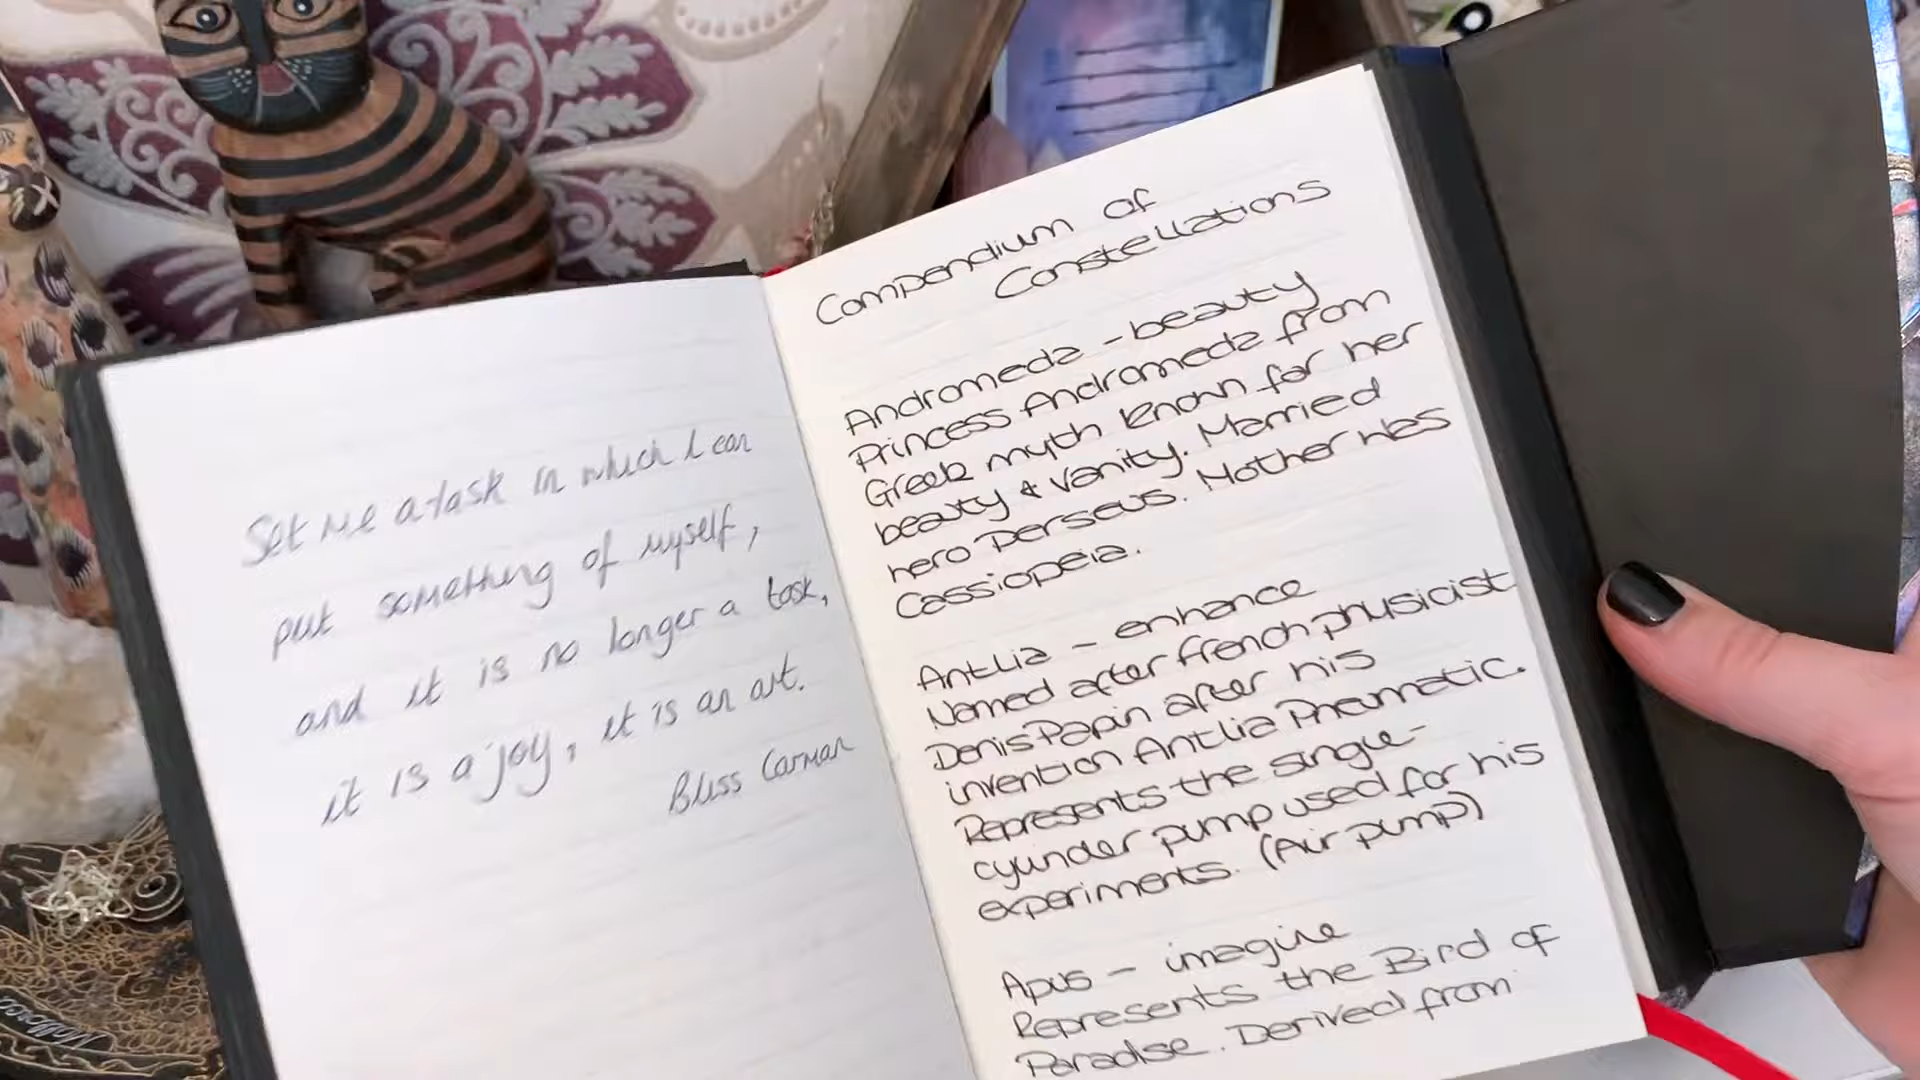 Set me a task in which I can
put something of myself,
and it is no longer a task,
it is a joy, it is an art.
Bliss Carman
Compendium of
Constellations
Andromeda - beauty
Princess Andromeda from
Greek myth known for her
beauty & vanity. Married
hero Perseus. Mother was
Cassiopeia.
Antlia - enhance
Named after french physicist
Denis Papin after his
invention Antlia Pneumatic.
Represents the single-
cylinder pump used for his
experiments. (Air pump)
Apus - imagine
Represents the Bird of
Paradise. Derived from